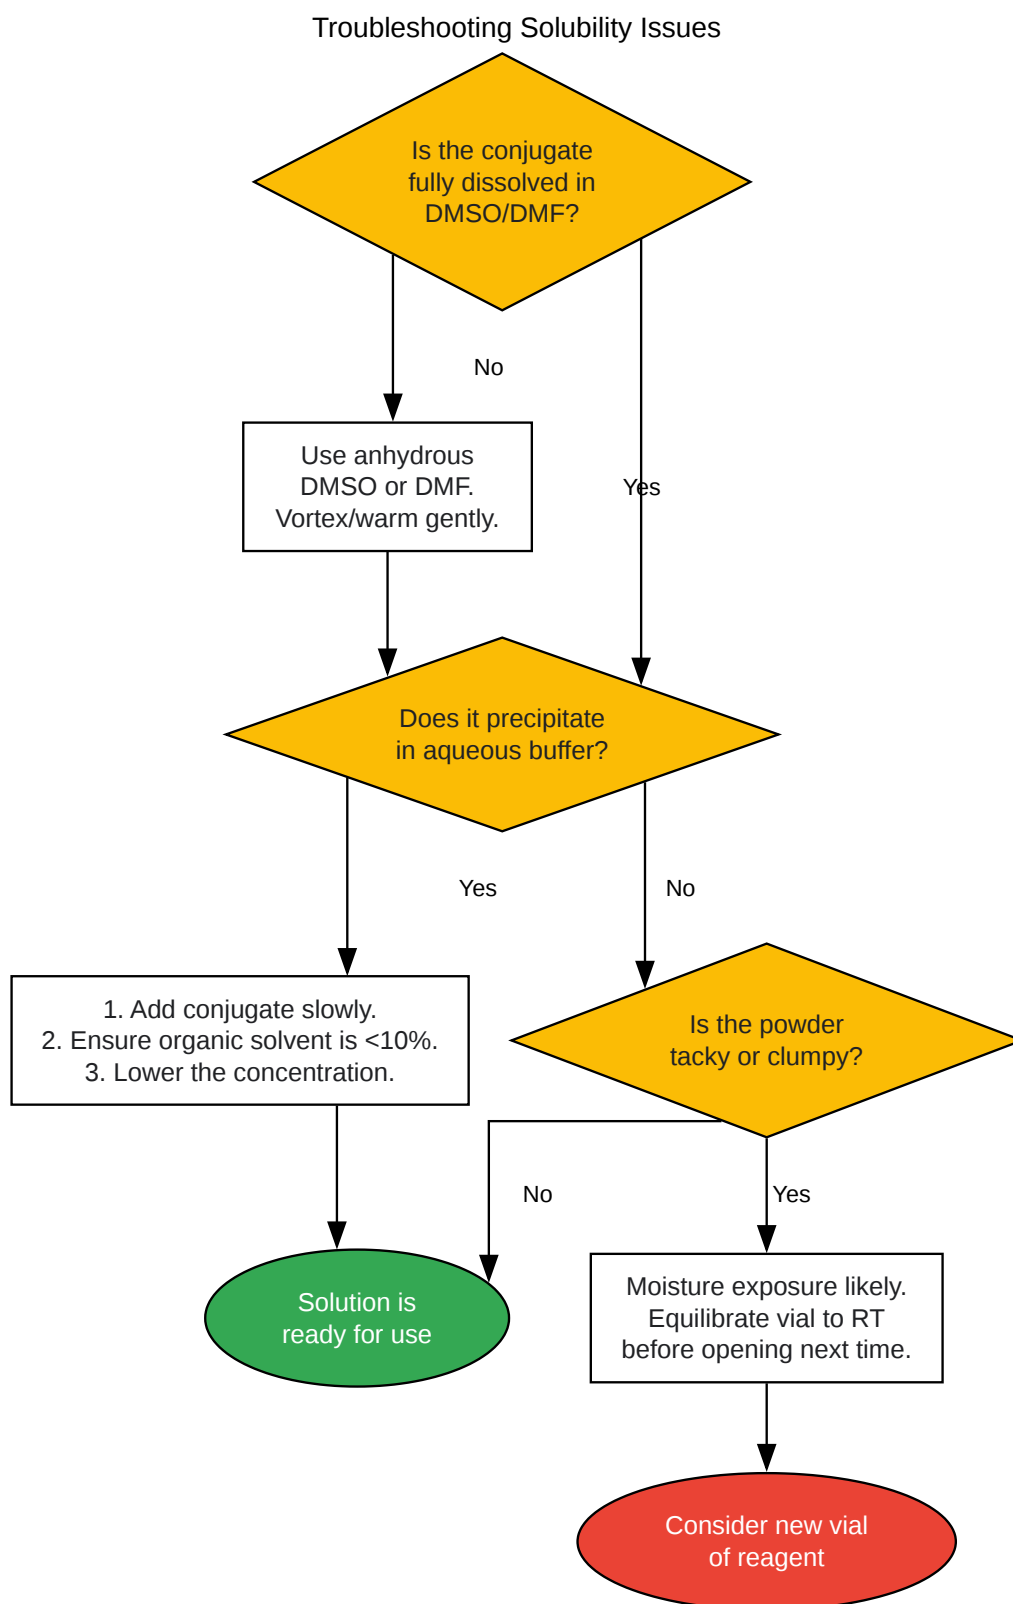 Troubleshooting Solubility Issues
Is the conjugate
fully dissolved in
DMSO/DMF?
No
Use anhydrous
DMSO or DMF.
Vortex/warm gently.
Yes
Does it precipitate
in aqueous buffer?
Yes
No
1. Add conjugate slowly.
2. Ensure organic solvent is <10%.
3. Lower the concentration.
Is the powder
tacky or clumpy?
No
Yes
Solution is
ready for use
Moisture exposure likely.
Equilibrate vial to RT
before opening next time.
Consider new vial
of reagent